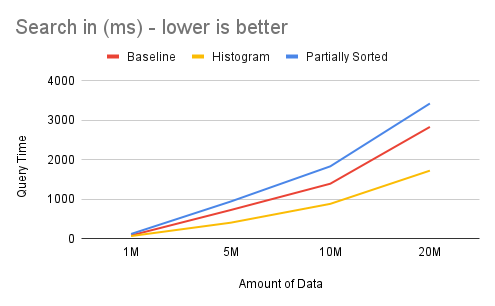 Search in (ms) - lower is better
Baseline Histogram Partially Sorted
4000
3000
2000
1000
0
Query Time
1M 5M 10M 20M
Amount of Data